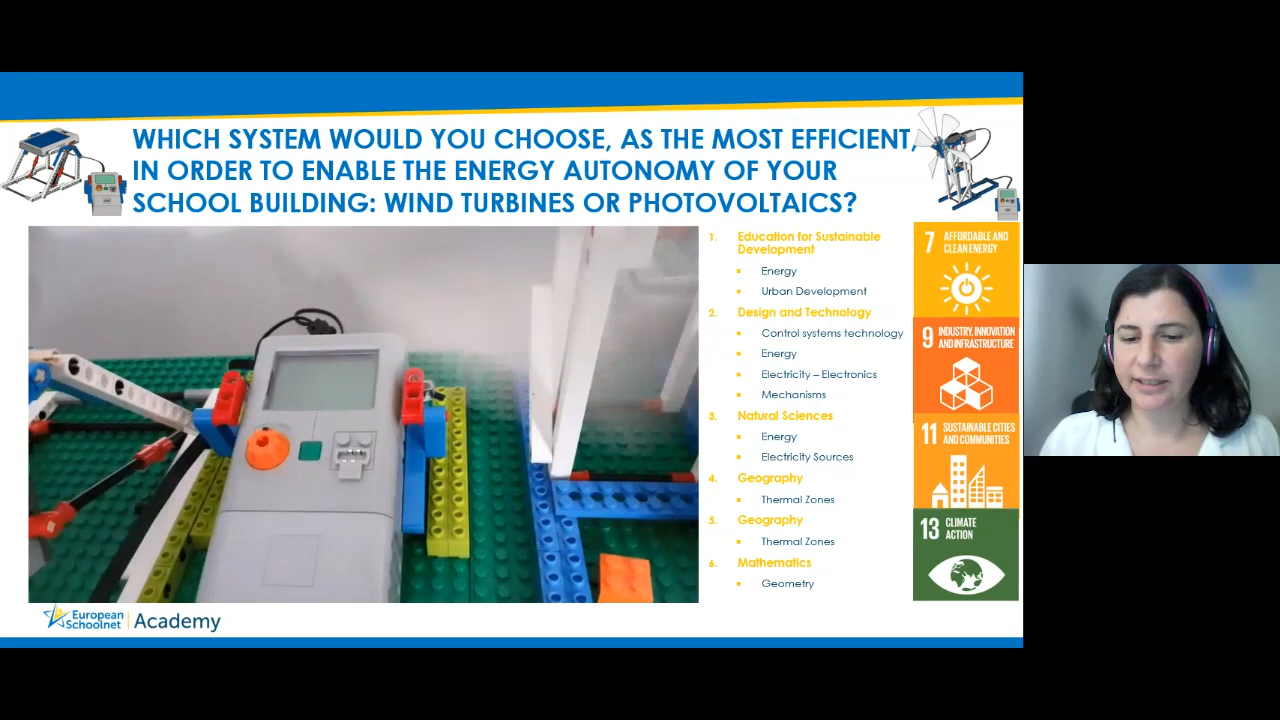 WHICH SYSTEM WOULD YOU CHOOSE, AS THE MOST EFFICIENT,
IN ORDER TO ENABLE THE ENERGY AUTONOMY OF YOUR
SCHOOL BUILDING: WIND TURBINES OR PHOTOVOLTAICS?
1. Education for Sustainable
Development
Energy
Urban Development
2. Design and Technology
Control systems technology
Energy
Electricity – Electronics
Mechanisms
3. Natural Sciences
Energy
Electricity Sources
4. Geography
Thermal Zones
5. Geography
Thermal Zones
6. Mathematics
Geometry
7 AFFORDABLE AND
CLEAN ENERGY
9 INDUSTRY, INNOVATION
AND INFRASTRUCTURE
11 SUSTAINABLE CITIES
AND COMMUNITIES
13 CLIMATE
ACTION
European
Schoolnet
Academy